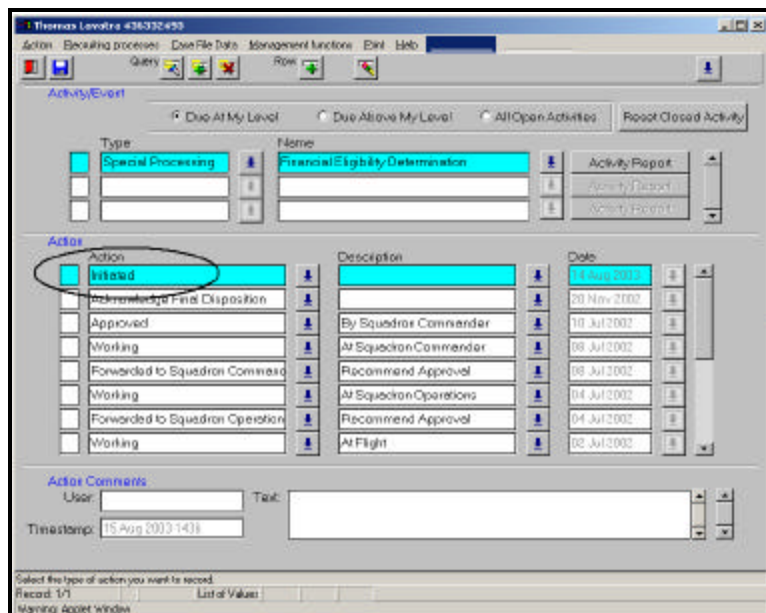 Thomas Lavatra 436332493
Action Recruiting processes Case File Data Management functions Print Help
Query Row
Activity/Event
Due At My Level Due Above My Level All Open Activities Reset Closed Activity
Type Name
Special Processing Financial Eligibility Determination Activity Report
Activity Report
Activity Report
Action
Action Description Date
Initiated 14 Aug 2003
Acknowledge Final Disposition 20 Nov 2002
Approved By Squadron Commander 10 Jul 2002
Working At Squadron Commander 08 Jul 2002
Forwarded to Squadron Command Recommend Approval 08 Jul 2002
Working At Squadron Operations 04 Jul 2002
Forwarded to Squadron Operation Recommend Approval 04 Jul 2002
Working At Flight 02 Jul 2002
Action Comments
User: Text:
Timestamp: 15 Aug 2003 1436
Select the type of action you want to record.
Record: 1/1 List of Values
Warning: Applet Window